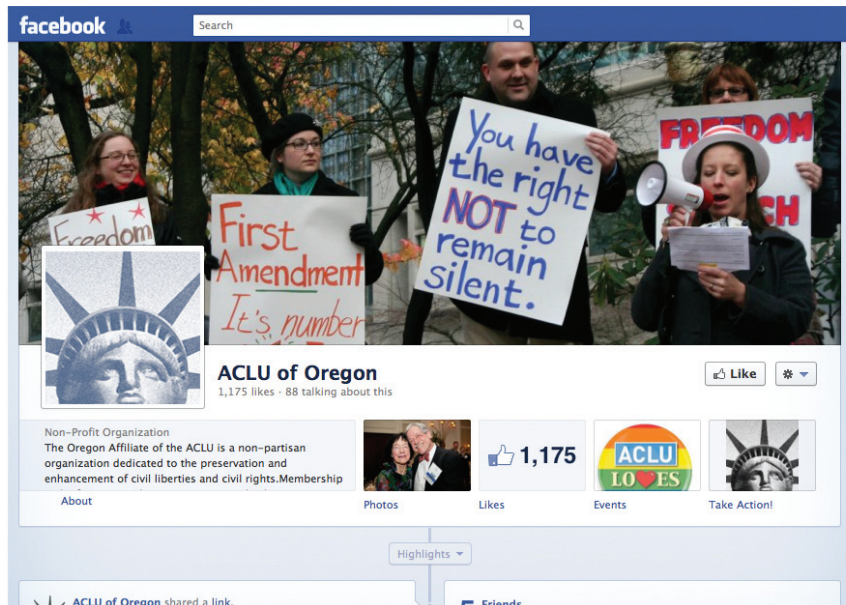 facebook
Search
Freedom
First
Amendment
It's number
You have
the right
NOT to
remain
silent.
FREEDOM
CH
ACLU of Oregon
1,175 likes · 88 talking about this
Like
Non-Profit Organization
The Oregon Affiliate of the ACLU is a non-partisan
organization dedicated to the preservation and
enhancement of civil liberties and civil rights.Membership
About
Photos
1,175
Likes
ACLU
LOVES
Events
Take Action!
Highlights
ACLU of Oregon shared a link.
Friends